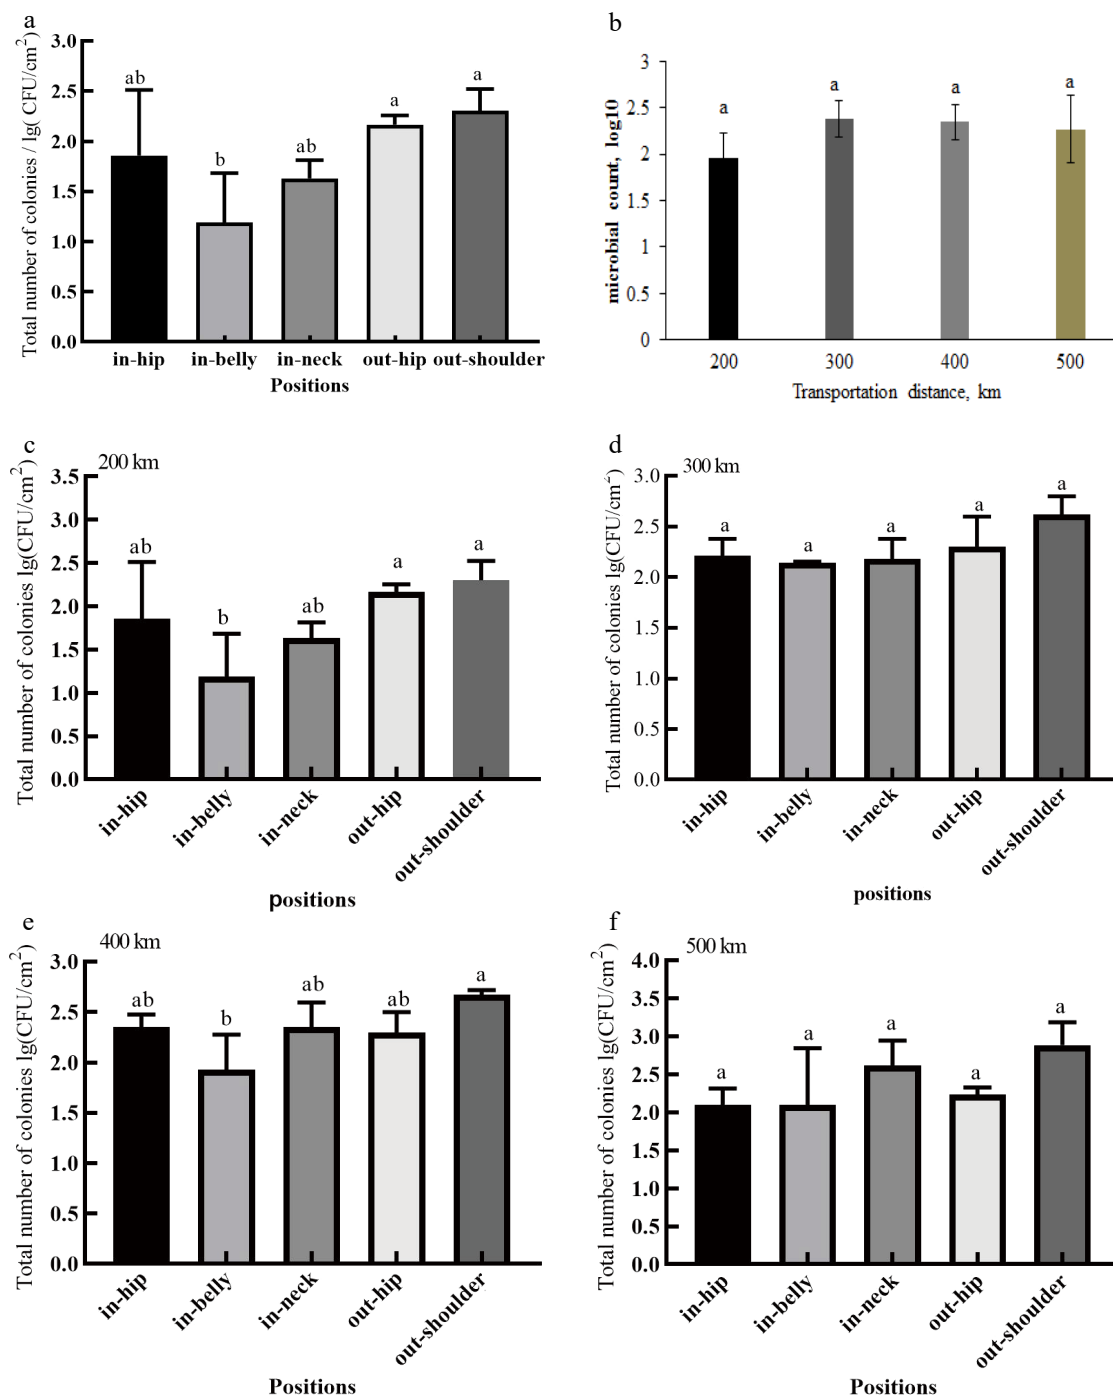 a
Total number of colonies / lg( CFU/cm²)
3.0
2.5
2.0
1.5
1.0
0.5
0.0
ab
b
ab
a
a
in-hip in-belly in-neck out-hip out-shoulder
Positions
b
microbial count, log10
3
2.5
2
1.5
1
0.5
0
a
a
a
a
200 300 400 500
Transportation distance, km
c
200 km
Total number of colonies lg(CFU/cm²)
3.5
3.0
2.5
2.0
1.5
1.0
0.5
0.0
ab
b
ab
a
a
in-hip
in-belly
in-neck
out-hip
out-shoulder
positions
d
300 km
Total number of colonies lg(CFU/cm²)
3.0
2.5
2.0
1.5
1.0
0.5
0.0
a
a
a
a
a
in-hip
in-belly
in-neck
out-hip
out-shoulder
positions
e
400 km
Total number of colonies lg(CFU/cm²)
3.0
2.5
2.0
1.5
1.0
0.5
0.0
ab
b
ab
ab
a
in-hip
in-belly
in-neck
out-hip
out-shoulder
Positions
f
500 km
Total number of colonies lg(CFU/cm²)
4.0
3.5
3.0
2.5
2.0
1.5
1.0
0.5
0.0
a
a
a
a
a
in-hip
in-belly
in-neck
out-hip
out-shoulder
Positions